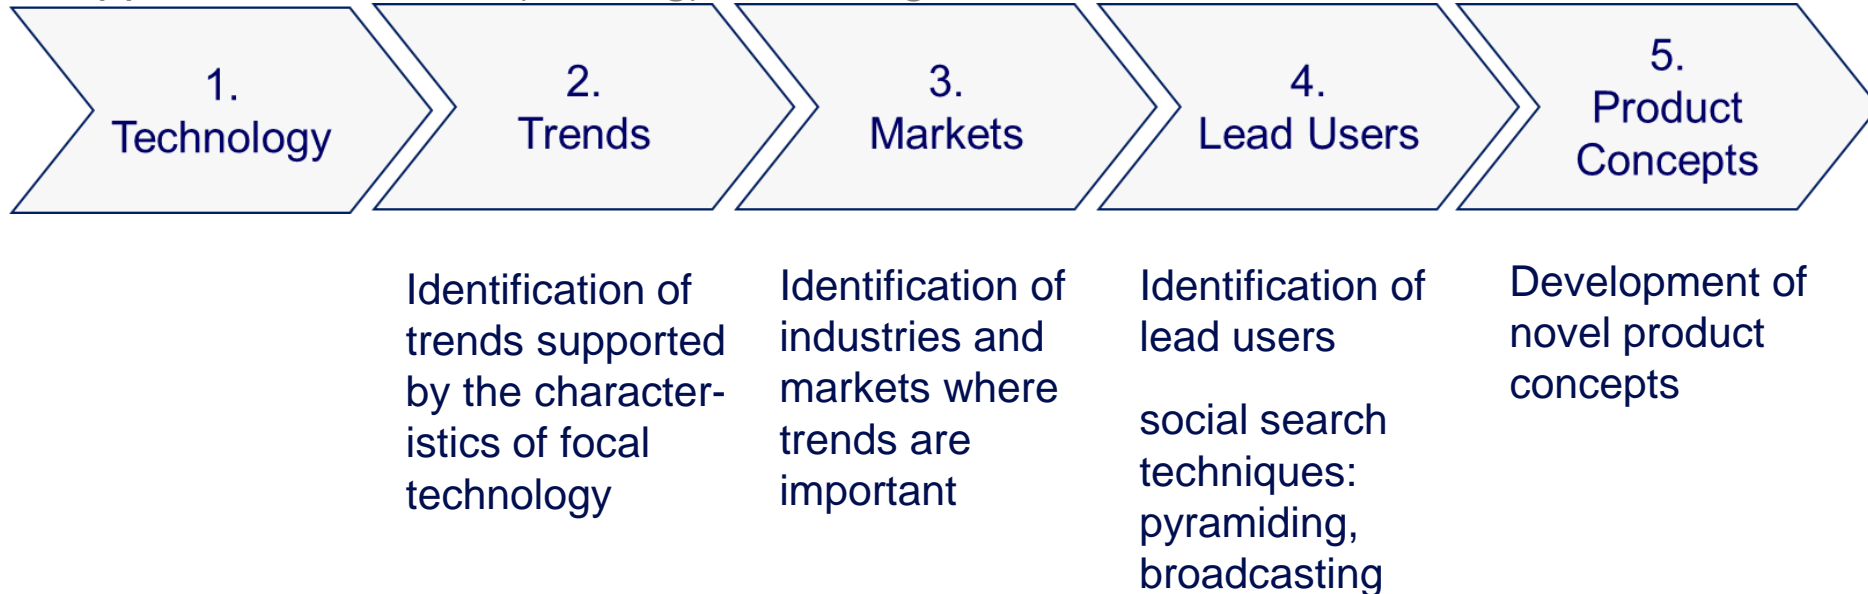 1.
Technology
2.
Trends
3.
Markets
4.
Lead Users
5.
Product
Concepts
Identification of
trends supported
by the character-
istics of focal
technology
Identification of
industries and
markets where
trends are
important
Identification of
lead users
social search
techniques:
pyramiding,
broadcasting
Development of
novel product
concepts